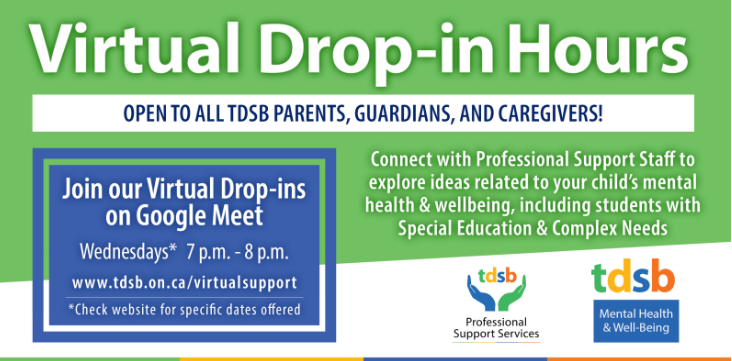 Virtual Drop-in Hours
OPEN TO ALL TDSB PARENTS, GUARDIANS, AND CAREGIVERS!
Join our Virtual Drop-ins
on Google Meet
Wednesdays* 7 p.m. - 8 p.m.
www.tdsb.on.ca/virtualsupport
*Check website for specific dates offered
Connect with Professional Support Staff to
explore ideas related to your child's mental
health & wellbeing, including students with
Special Education & Complex Needs
tdsb
Professional
Support Services
tdsb
Mental Health
& Well-Being